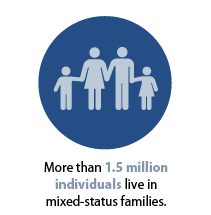 More than 1.5 million
individuals live in
mixed-status families.